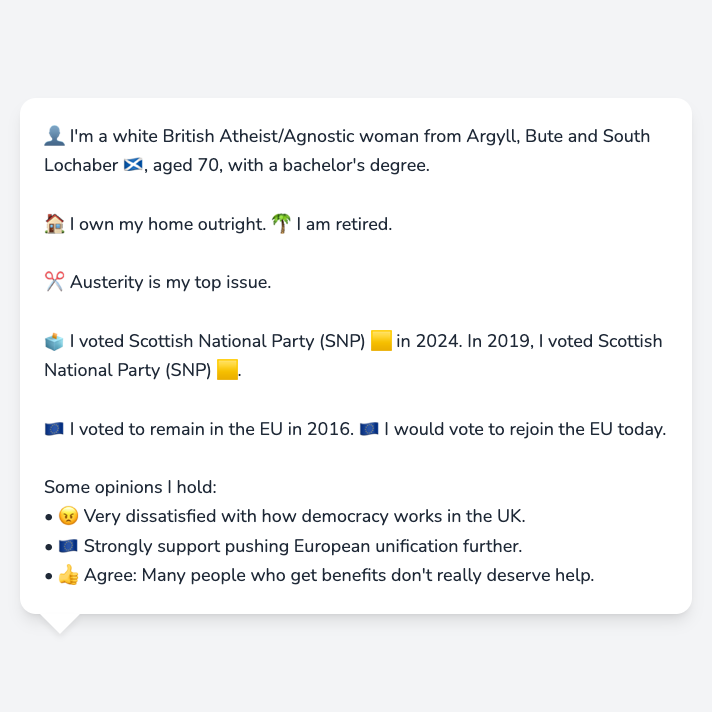 👤 I'm a white British Atheist/Agnostic woman from Argyll, Bute and South
Lochaber 🏴󠁧󠁢󠁳󠁣󠁴󠁿, aged 70, with a bachelor's degree.
🏠 I own my home outright. 🌴 I am retired.
✂️ Austerity is my top issue.
🗳️ I voted Scottish National Party (SNP) 🟨 in 2024. In 2019, I voted Scottish
National Party (SNP) 🟨.
🇪🇺 I voted to remain in the EU in 2016. 🇪🇺 I would vote to rejoin the EU today.
Some opinions I hold:
• 😠 Very dissatisfied with how democracy works in the UK.
• 🇪🇺 Strongly support pushing European unification further.
• 👍 Agree: Many people who get benefits don't really deserve help.